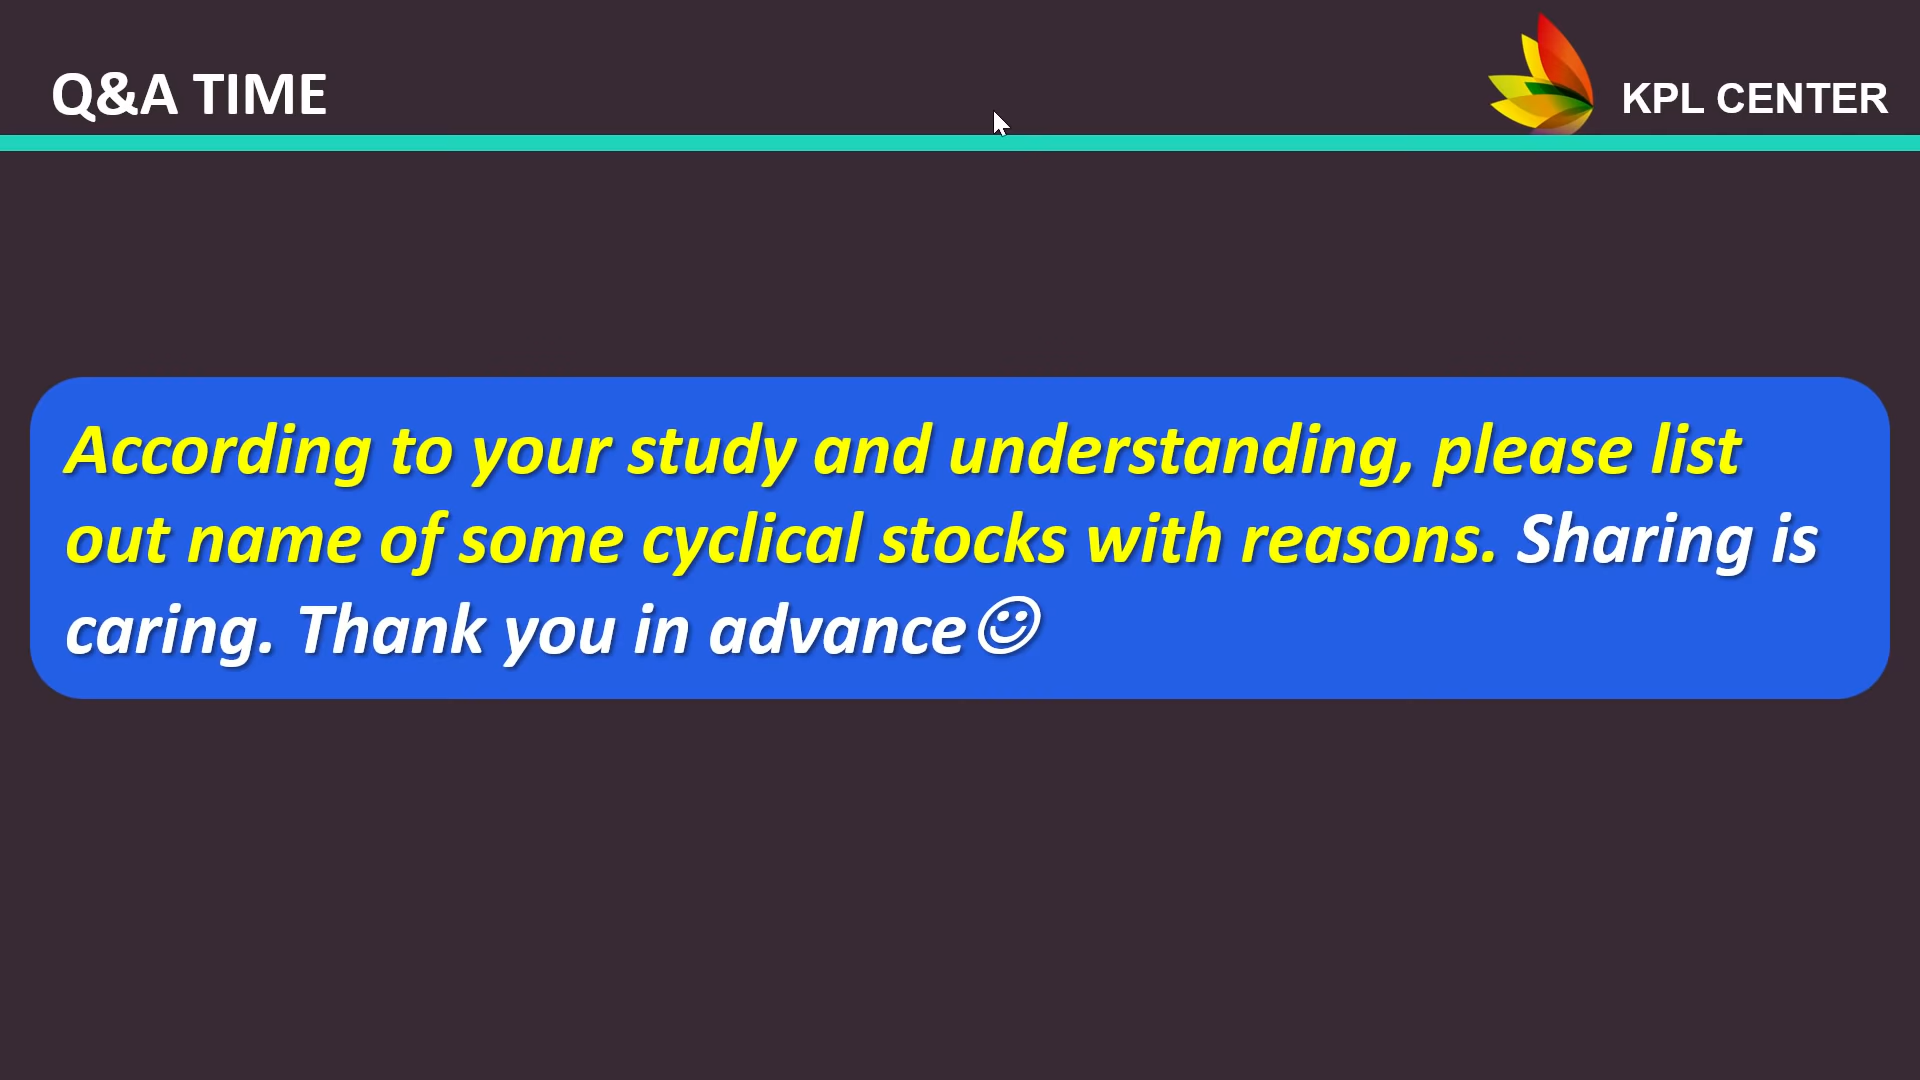 Q&A TIME
KPL CENTER
According to your study and understanding, please list
out name of some cyclical stocks with reasons. Sharing is
caring. Thank you in advance☺